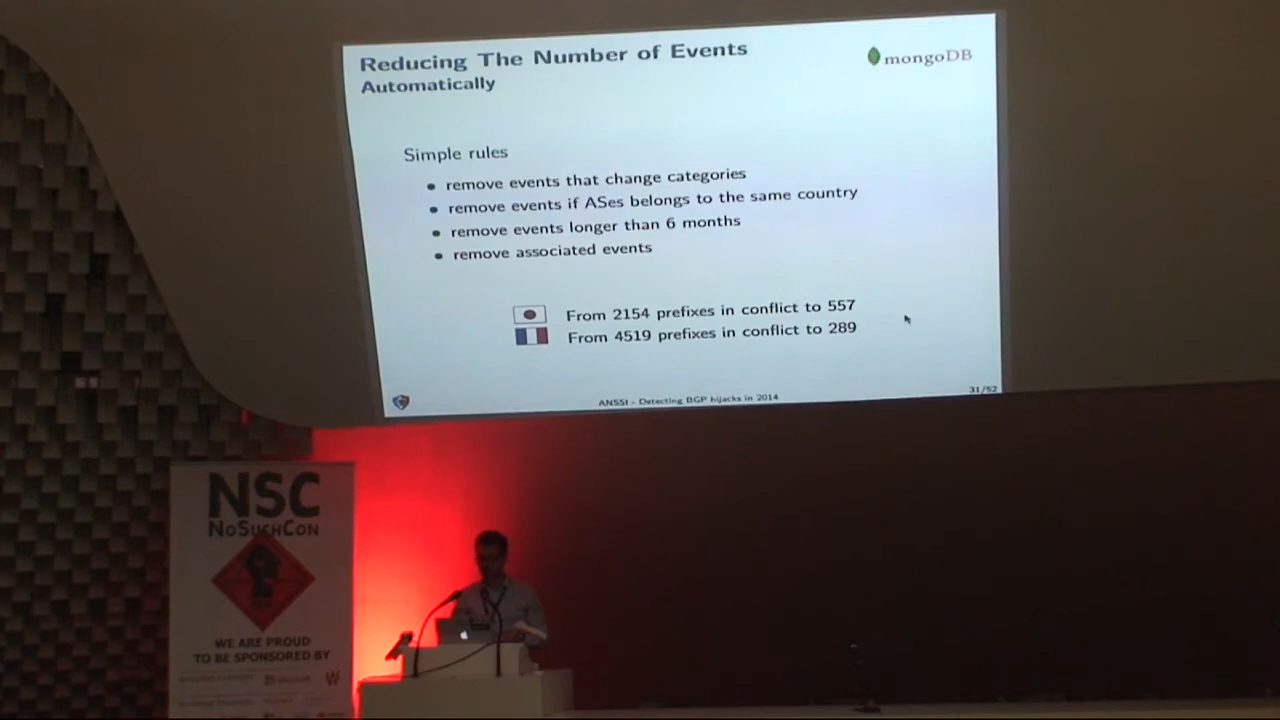 Reducing The Number of Events
Automatically
mongoDB
Simple rules
remove events that change categories
remove events if ASes belongs to the same country
remove events longer than 6 months
remove associated events
From 2154 prefixes in conflict to 557
From 4519 prefixes in conflict to 289
ANSSI - Detecting BGP hijacks in 2014
31/52
NSC
NoSuchCon
WE ARE PROUD
TO BE SPONSORED BY